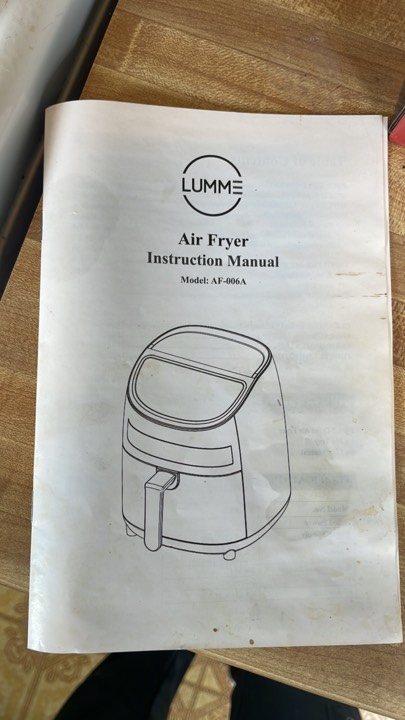 LUMME
Air Fryer
Instruction Manual
Model: AF-006A